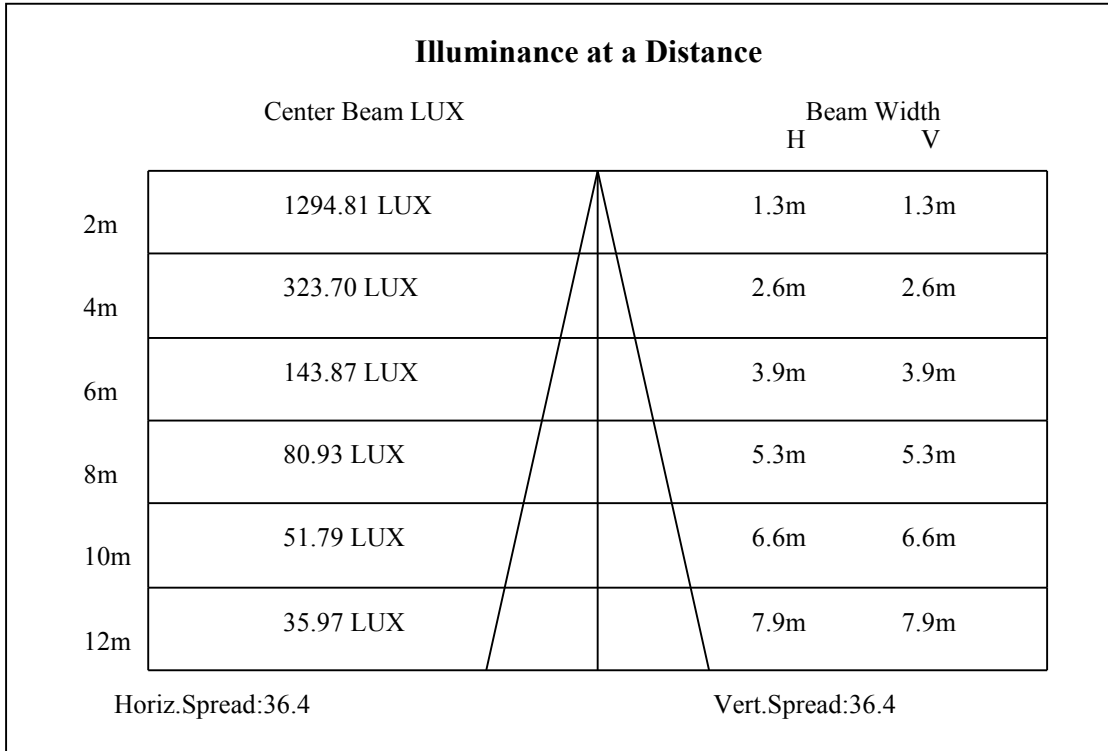 Illuminance at a Distance
Center Beam LUX Beam Width
H V
2m 1294.81 LUX 1.3m 1.3m
4m 323.70 LUX 2.6m 2.6m
6m 143.87 LUX 3.9m 3.9m
8m 80.93 LUX 5.3m 5.3m
10m 51.79 LUX 6.6m 6.6m
12m 35.97 LUX 7.9m 7.9m
Horiz.Spread:36.4 Vert.Spread:36.4